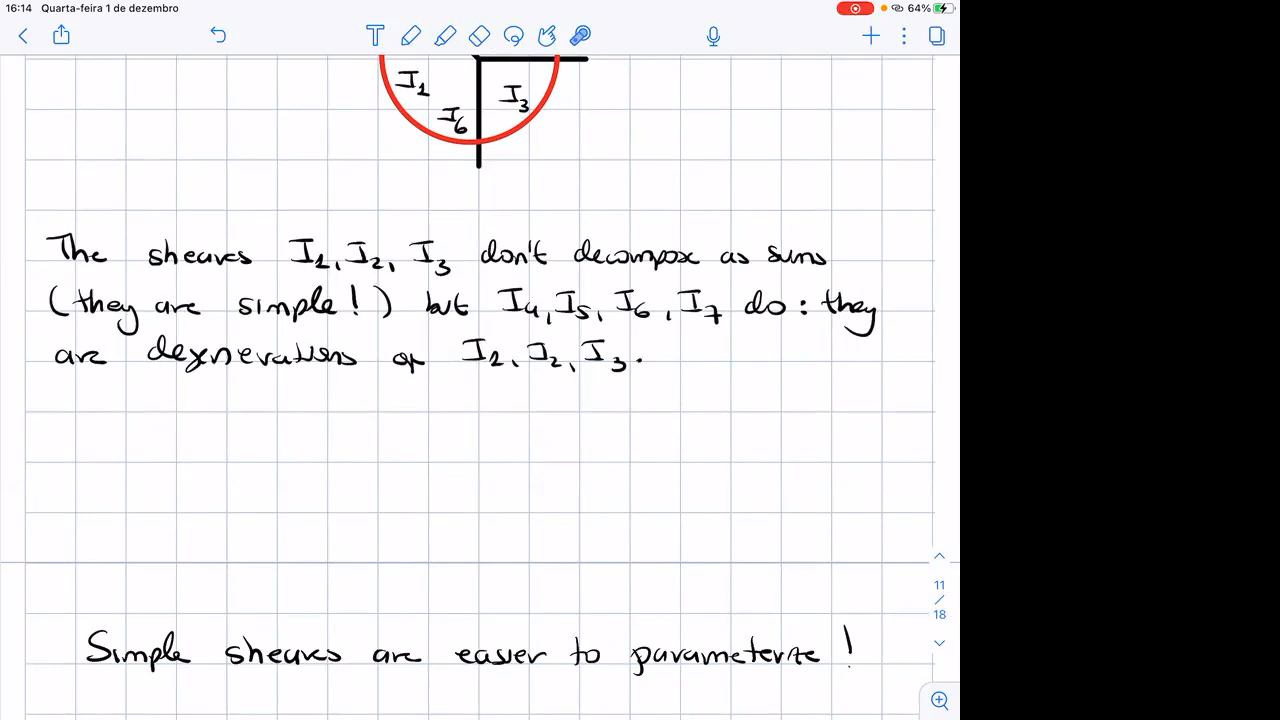 16:14 Quarta-feira 1 de dezembro 64%
I₁ I₃
I₆
The sheaves I₁, I₂, I₃ don't decompose as sums
(they are simple!) but I₄, I₅, I₆, I₇ do: they
are degenerations of I₁, I₂, I₃.
11
/
18
Simple sheaves are easier to parameterize!